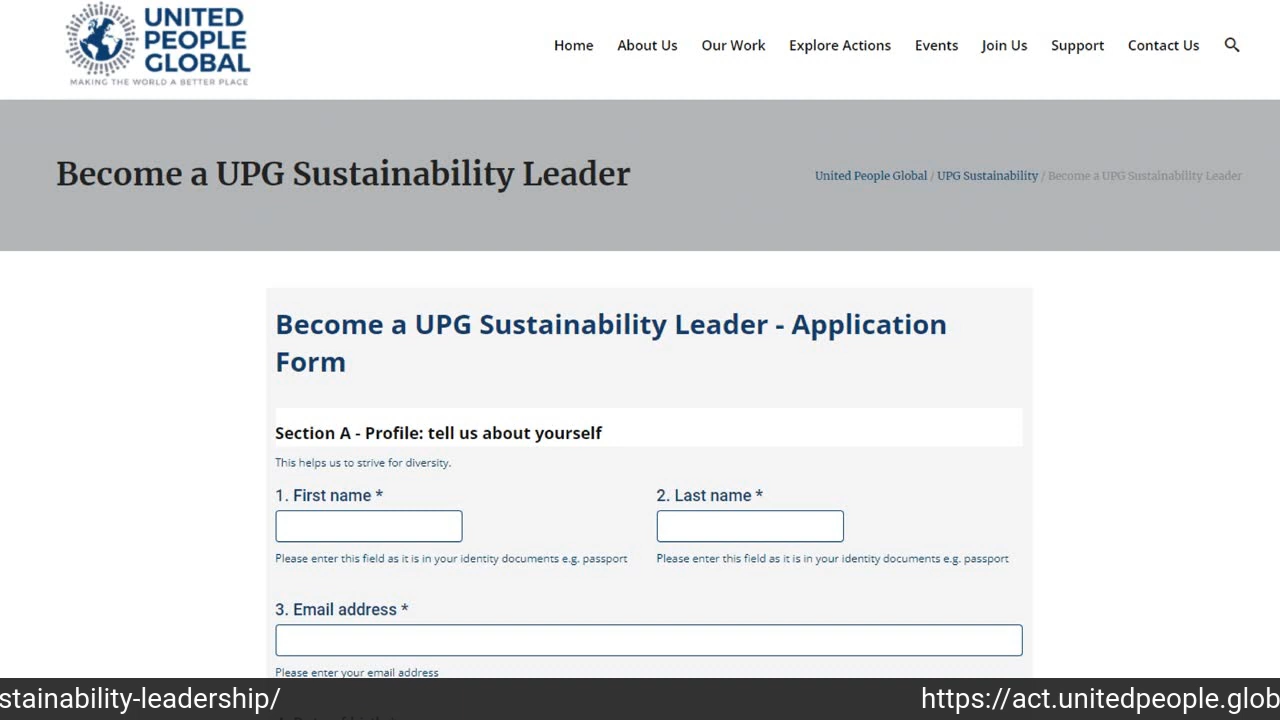 UNITED
PEOPLE
GLOBAL
MAKING THE WORLD A BETTER PLACE
Home About Us Our Work Explore Actions Events Join Us Support Contact Us
Become a UPG Sustainability Leader
United People Global / UPG Sustainability / Become a UPG Sustainability Leader
Become a UPG Sustainability Leader - Application
Form
Section A - Profile: tell us about yourself
This helps us to strive for diversity.
1. First name * 2. Last name *
Please enter this field as it is in your identity documents e.g. passport Please enter this field as it is in your identity documents e.g. passport
3. Email address *
Please enter your email address
stainability-leadership/ https://act.unitedpeople.glob